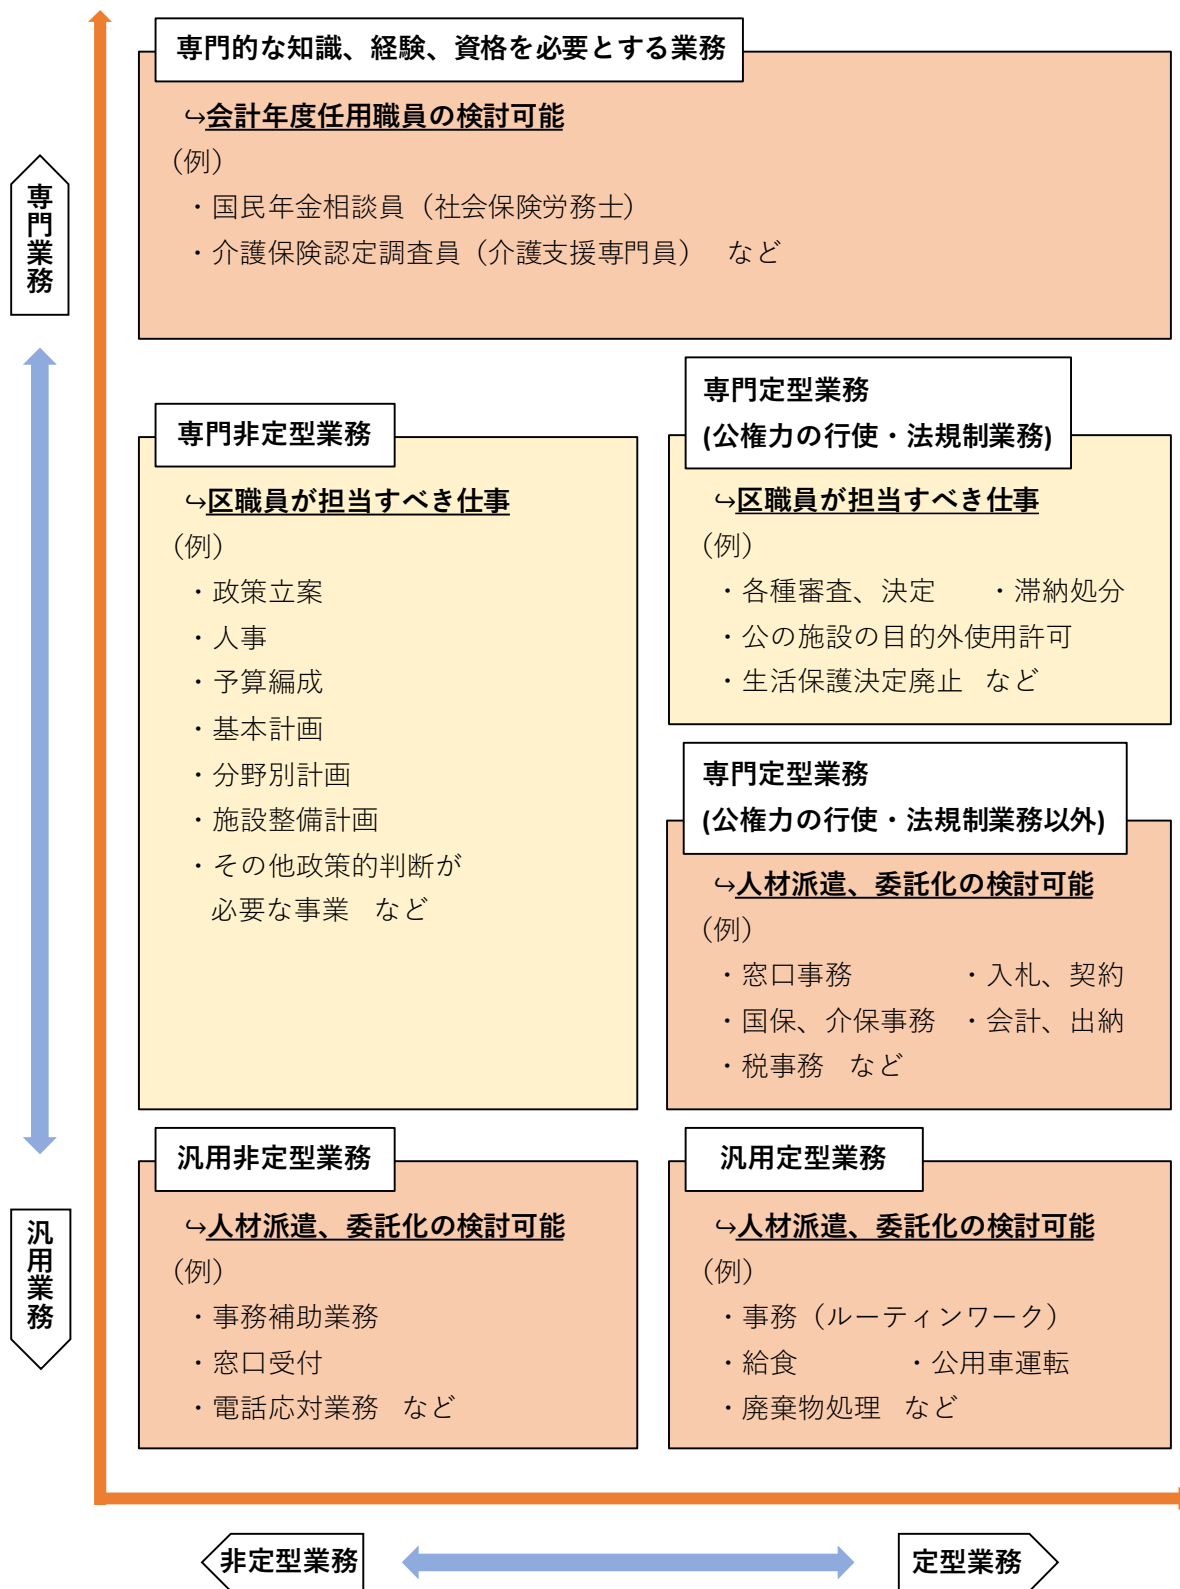 専門的な知識、経験、資格を必要とする業務
↪会計年度任用職員の検討可能
(例)
・国民年金相談員（社会保険労務士）
・介護保険認定調査員（介護支援専門員） など
専門業務
専門非定型業務
↪区職員が担当すべき仕事
(例)
・政策立案
・人事
・予算編成
・基本計画
・分野別計画
・施設整備計画
・その他政策的判断が
必要な事業 など
専門定型業務
(公権力の行使・法規制業務)
↪区職員が担当すべき仕事
(例)
・各種審査、決定 ・滞納処分
・公の施設の目的外使用許可
・生活保護決定廃止 など
専門定型業務
(公権力の行使・法規制業務以外)
↪人材派遣、委託化の検討可能
(例)
・窓口事務 ・入札、契約
・国保、介保事務 ・会計、出納
・税事務 など
汎用業務
汎用非定型業務
↪人材派遣、委託化の検討可能
(例)
・事務補助業務
・窓口受付
・電話応対業務 など
汎用定型業務
↪人材派遣、委託化の検討可能
(例)
・事務（ルーティンワーク）
・給食 ・公用車運転
・廃棄物処理 など
非定型業務
定型業務